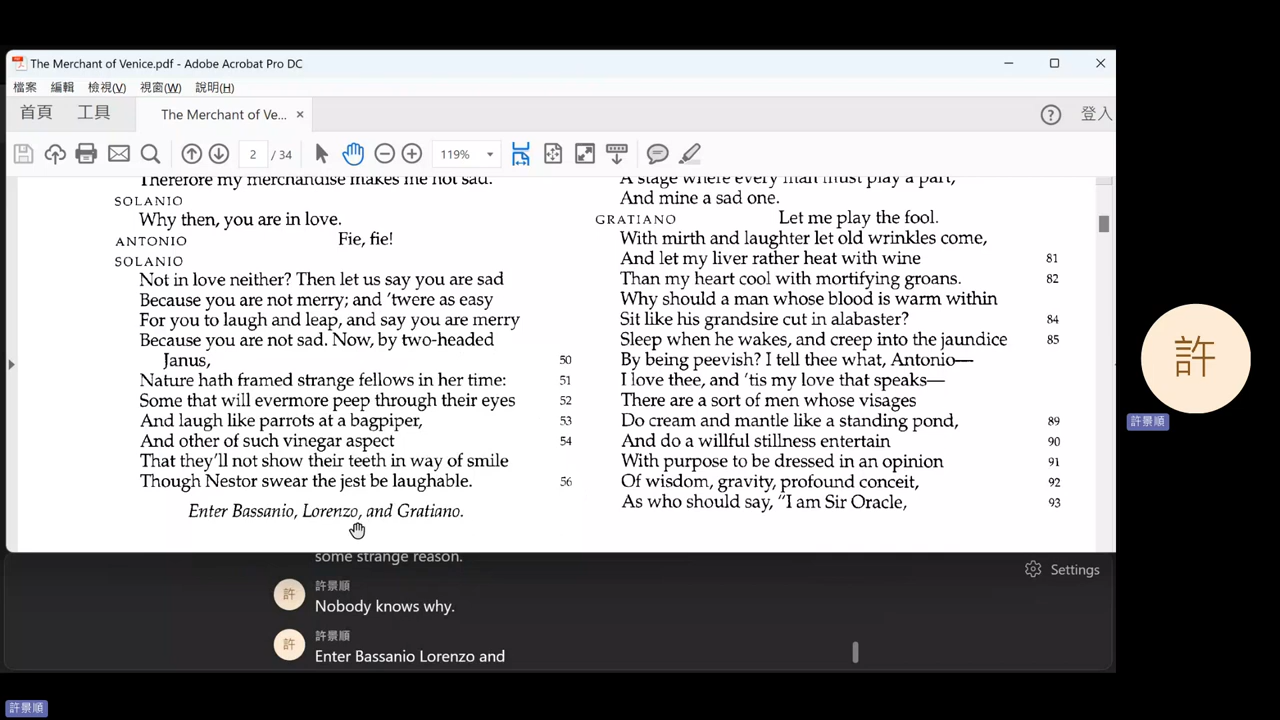 The Merchant of Venice.pdf - Adobe Acrobat Pro DC
檔案 編輯 檢視(V) 視窗(W) 說明(H)
首頁 工具 The Merchant of Ve... × 登入
2 / 34 119%
Therefore my merchandise makes me not sad.
SOLANIO
Why then, you are in love.
ANTONIO Fie, fie!
SOLANIO
Not in love neither? Then let us say you are sad
Because you are not merry; and 'twere as easy
For you to laugh and leap, and say you are merry
Because you are not sad. Now, by two-headed
Janus, 50
Nature hath framed strange fellows in her time: 51
Some that will evermore peep through their eyes 52
And laugh like parrots at a bagpiper, 53
And other of such vinegar aspect 54
That they'll not show their teeth in way of smile
Though Nestor swear the jest be laughable. 56
Enter Bassanio, Lorenzo, and Gratiano.
A stage where every man must play a part,
And mine a sad one.
GRATIANO Let me play the fool.
With mirth and laughter let old wrinkles come,
And let my liver rather heat with wine 81
Than my heart cool with mortifying groans. 82
Why should a man whose blood is warm within
Sit like his grandsire cut in alabaster? 84
Sleep when he wakes, and creep into the jaundice 85
By being peevish? I tell thee what, Antonio—
I love thee, and 'tis my love that speaks—
There are a sort of men whose visages
Do cream and mantle like a standing pond, 89
And do a willful stillness entertain 90
With purpose to be dressed in an opinion 91
Of wisdom, gravity, profound conceit, 92
As who should say, "I am Sir Oracle, 93
some strange reason.
Settings
許 許景順
Nobody knows why.
許 許景順
Enter Bassanio Lorenzo and
許
許景順
許景順